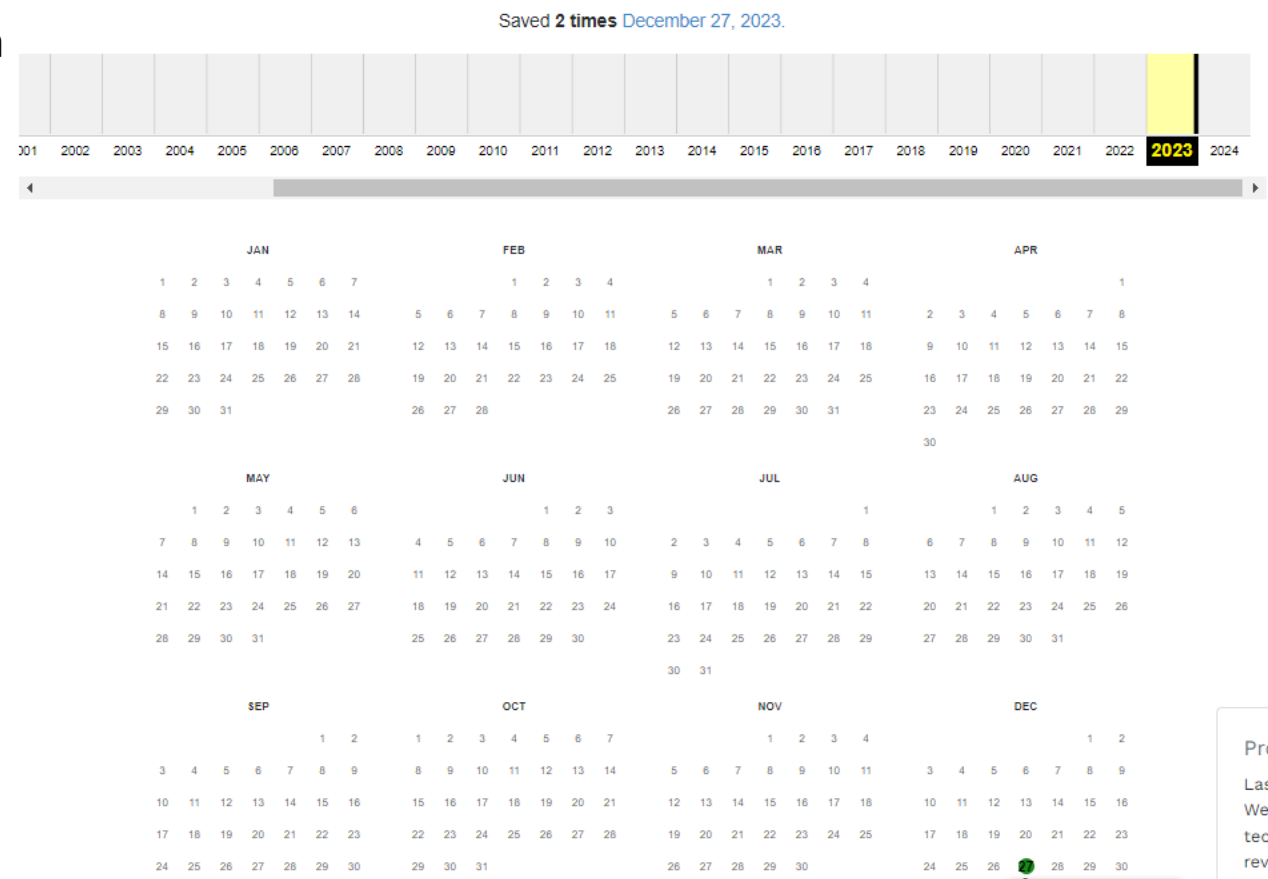 Saved 2 times December 27, 2023.
001 2002 2003 2004 2005 2006 2007 2008 2009 2010 2011 2012 2013 2014 2015 2016 2017 2018 2019 2020 2021 2022 2023 2024
JAN FEB MAR APR
1 2 3 4 5 6 7 1 2 3 4 1 2 3 4 1
8 9 10 11 12 13 14 5 6 7 8 9 10 11 5 6 7 8 9 10 11 2 3 4 5 6 7 8
15 16 17 18 19 20 21 12 13 14 15 16 17 18 12 13 14 15 16 17 18 9 10 11 12 13 14 15
22 23 24 25 26 27 28 19 20 21 22 23 24 25 19 20 21 22 23 24 25 16 17 18 19 20 21 22
29 30 31 26 27 28 26 27 28 29 30 31 23 24 25 26 27 28 29
30
MAY JUN JUL AUG
1 2 3 4 5 6 1 2 3 1 1 2 3 4 5
7 8 9 10 11 12 13 4 5 6 7 8 9 10 2 3 4 5 6 7 8 6 7 8 9 10 11 12
14 15 16 17 18 19 20 11 12 13 14 15 16 17 9 10 11 12 13 14 15 13 14 15 16 17 18 19
21 22 23 24 25 26 27 18 19 20 21 22 23 24 16 17 18 19 20 21 22 20 21 22 23 24 25 26
28 29 30 31 25 26 27 28 29 30 23 24 25 26 27 28 29 27 28 29 30 31
30 31
SEP OCT NOV DEC
1 2 1 2 3 4 5 6 7 1 2 3 4 1 2
3 4 5 6 7 8 9 8 9 10 11 12 13 14 5 6 7 8 9 10 11 3 4 5 6 7 8 9
10 11 12 13 14 15 16 15 16 17 18 19 20 21 12 13 14 15 16 17 18 10 11 12 13 14 15 16
17 18 19 20 21 22 23 22 23 24 25 26 27 28 19 20 21 22 23 24 25 17 18 19 20 21 22 23
24 25 26 27 28 29 30 29 30 31 26 27 28 29 30 24 25 26 27 28 29 30
Pr
Las
We
tec
rev